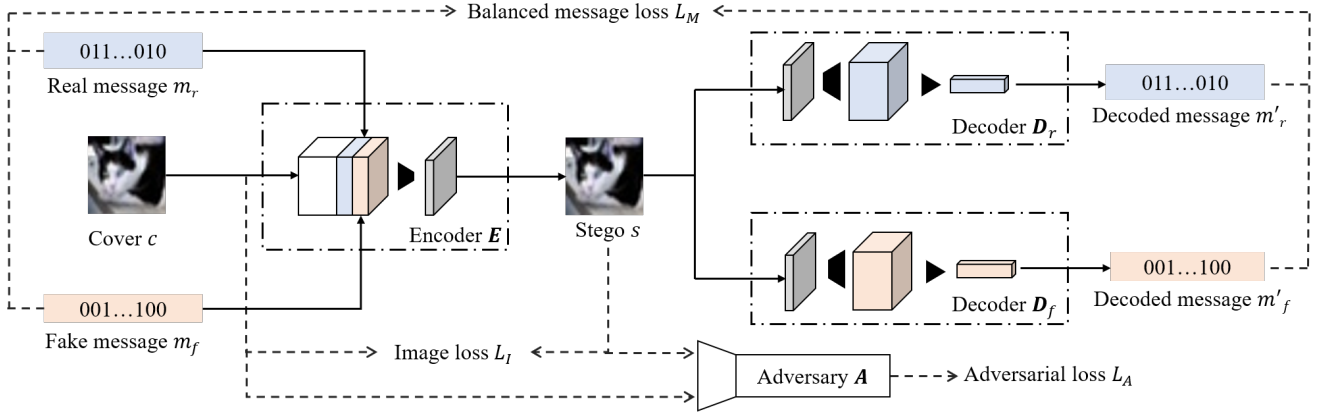 Balanced message loss L_M
011…010
Real message m_r
Cover c
001…100
Fake message m_f
Encoder E
Stego s
Decoder D_r
011…010
Decoded message m'_r
Decoder D_f
001…100
Decoded message m'_f
Image loss L_I
Adversary A
Adversarial loss L_A